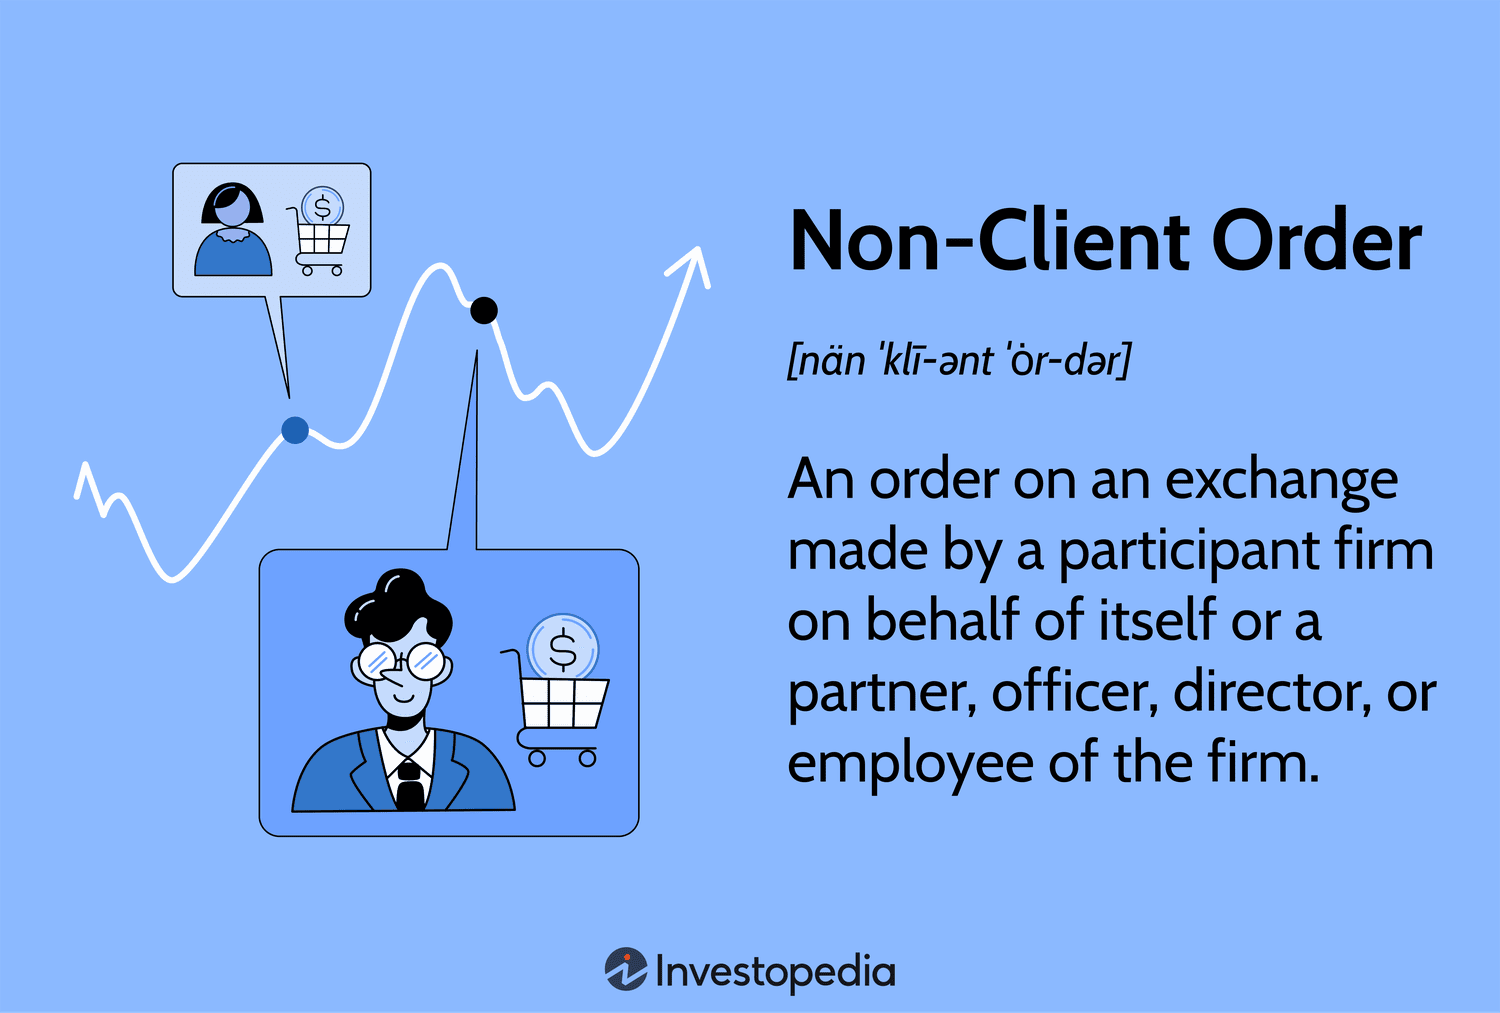 $
Non-Client Order
[nän ˈklī-ənt ˈȯr-dər]
An order on an exchange
made by a participant firm
on behalf of itself or a
partner, officer, director, or
employee of the firm.
$
Investopedia